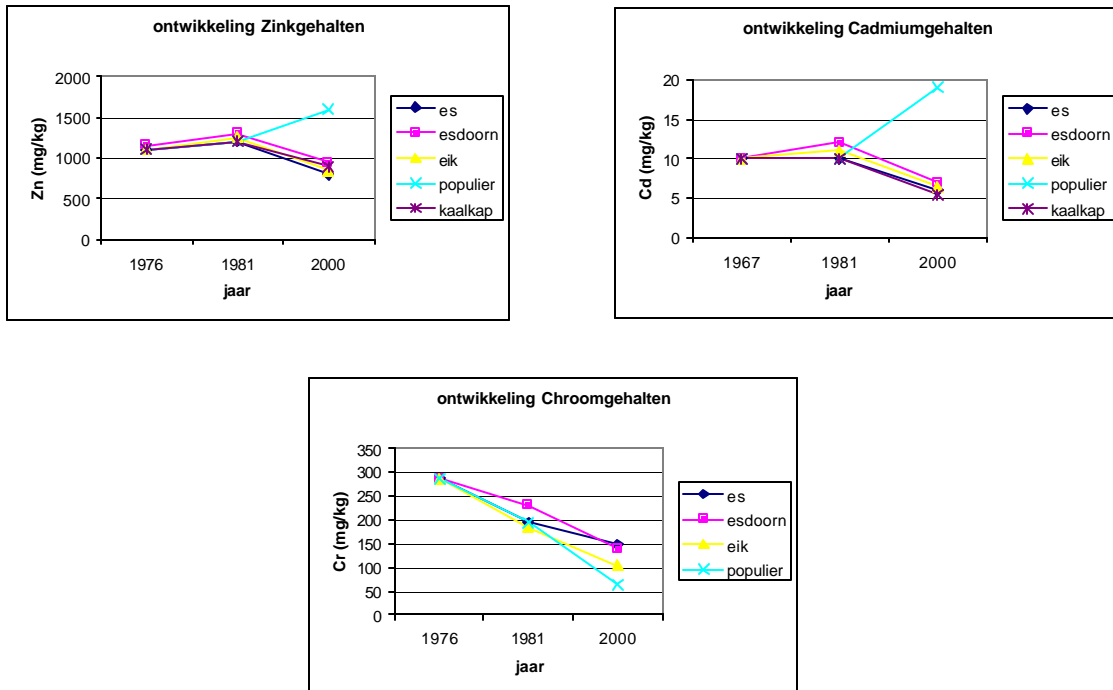 ontwikkeling Zinkgehalten
2000
1500
1000
500
0
Zn (mg/kg)
1976 1981 2000
jaar
es
esdoorn
eik
populier
kaalkap
ontwikkeling Cadmiumgehalten
20
15
10
5
0
Cd (mg/kg)
1967 1981 2000
jaar
es
esdoorn
eik
populier
kaalkap
ontwikkeling Chroomgehalten
350
300
250
200
150
100
50
0
Cr (mg/kg)
1976 1981 2000
jaar
es
esdoorn
eik
populier